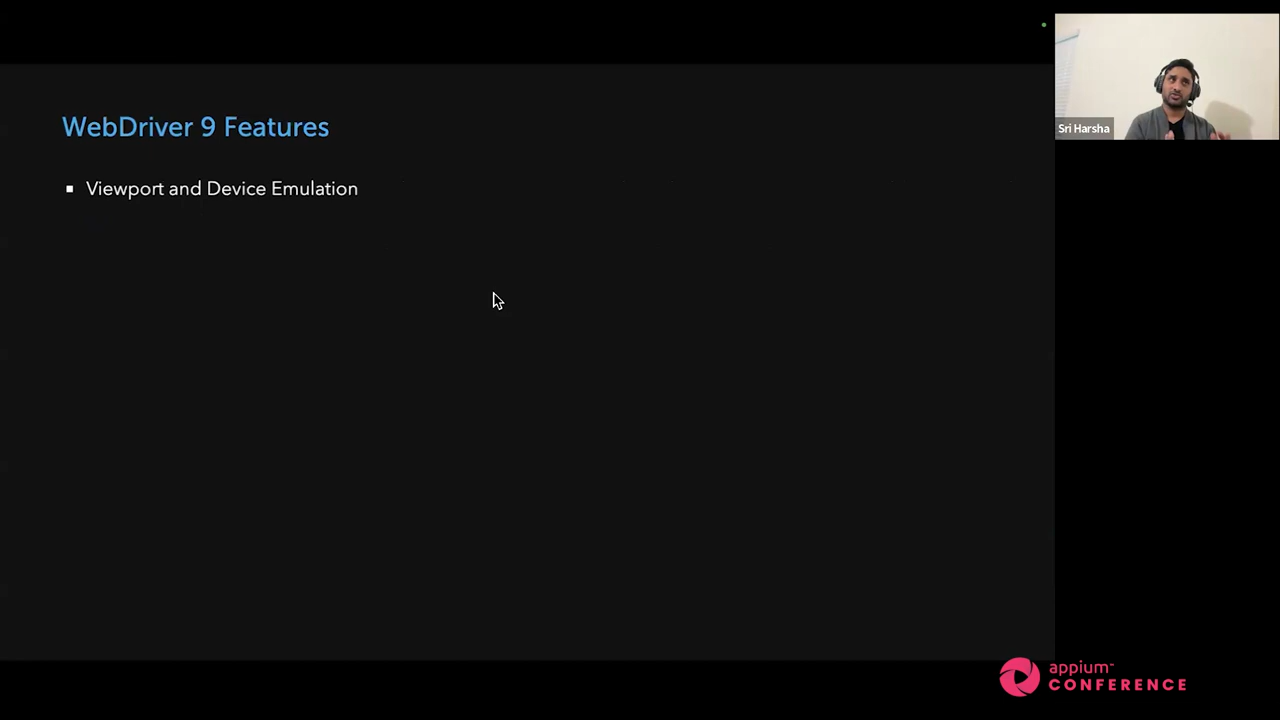 WebDriver 9 Features
Viewport and Device Emulation
Sri Harsha
appium
CONFERENCE